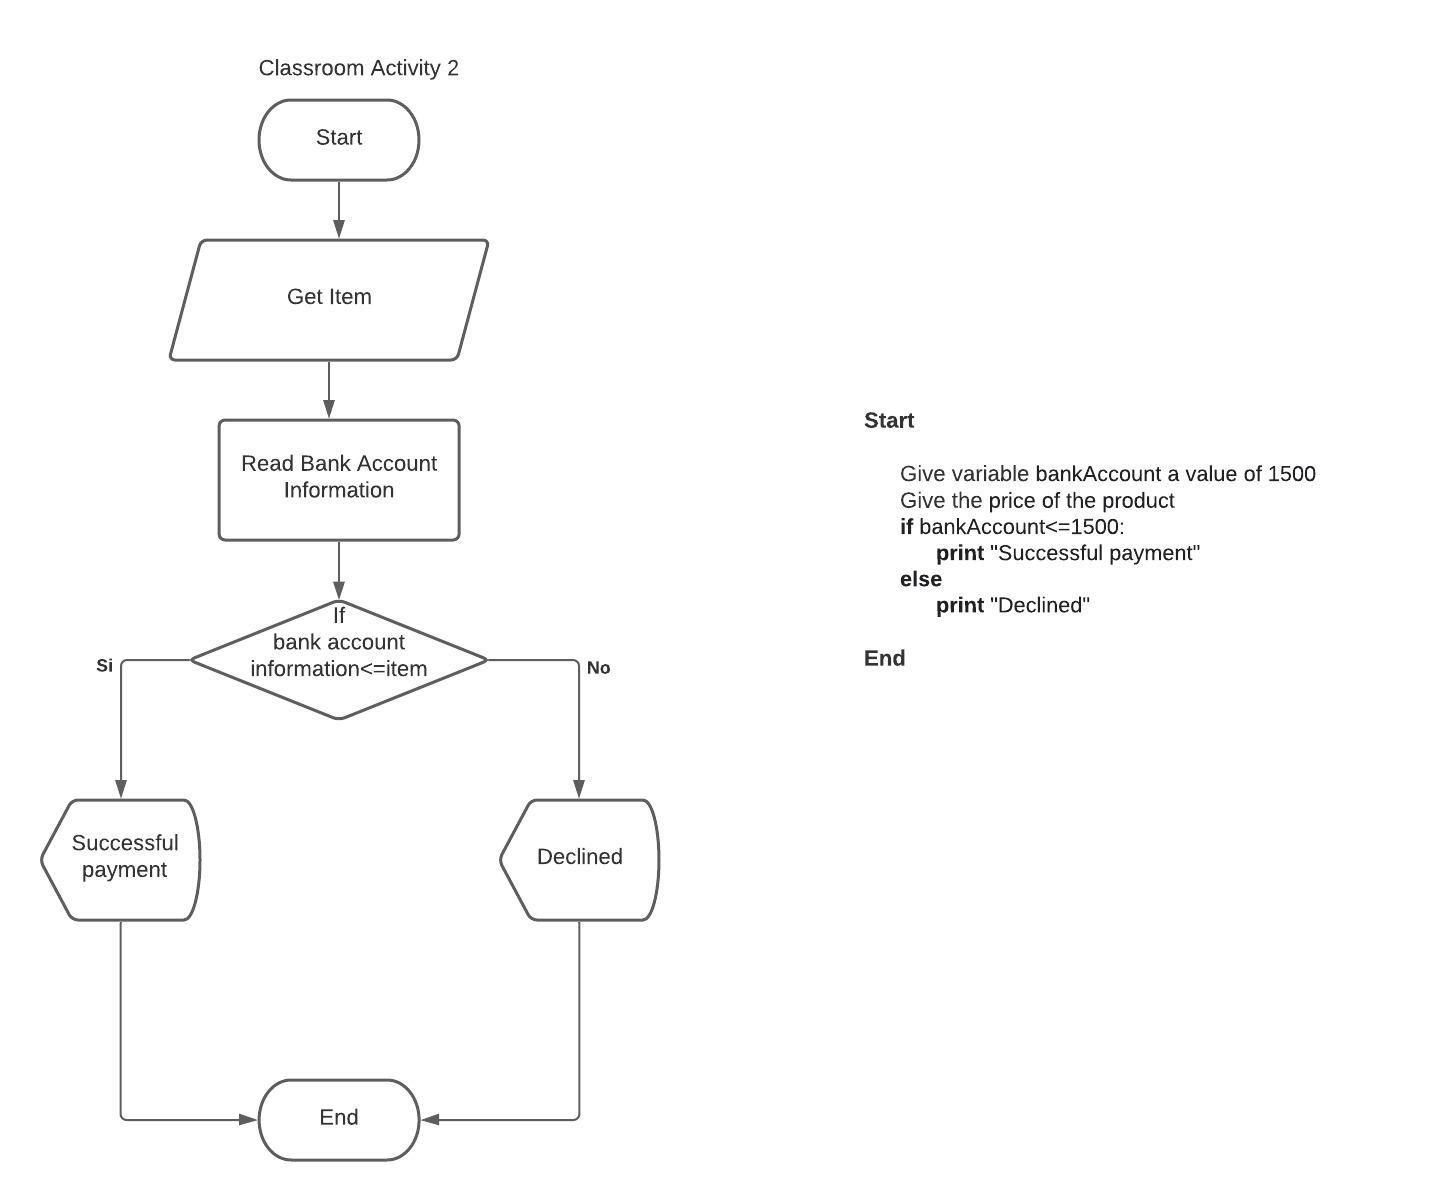 Classroom Activity 2
Start
Get Item
Read Bank Account
Information
If
bank account
information<=item
Si
No
Successful
payment
Declined
End
Start
Give variable bankAccount a value of 1500
Give the price of the product
if bankAccount<=1500:
print "Successful payment"
else
print "Declined"
End